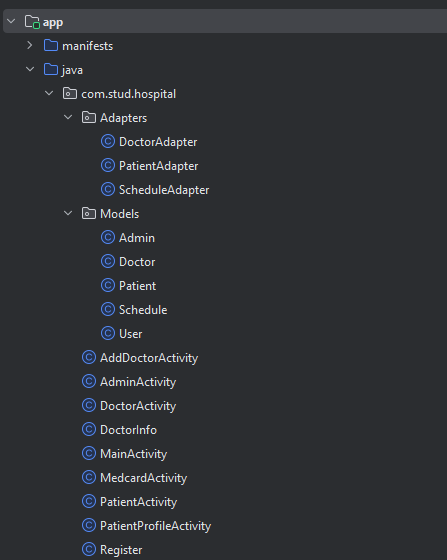 app
manifests
java
com.stud.hospital
Adapters
DoctorAdapter
PatientAdapter
ScheduleAdapter
Models
Admin
Doctor
Patient
Schedule
User
AddDoctorActivity
AdminActivity
DoctorActivity
DoctorInfo
MainActivity
MedcardActivity
PatientActivity
PatientProfileActivity
Register